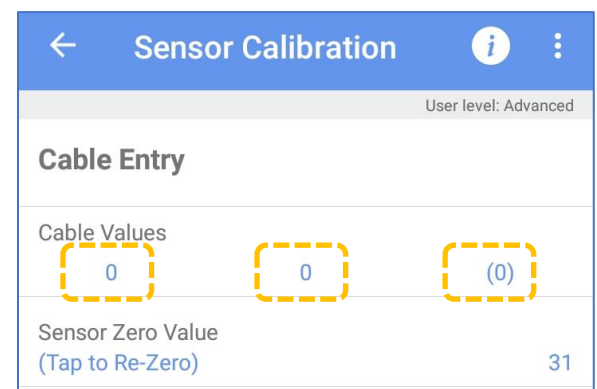 Sensor Calibration i
User level: Advanced
Cable Entry
Cable Values
0 0 (0)
Sensor Zero Value
(Tap to Re-Zero) 31